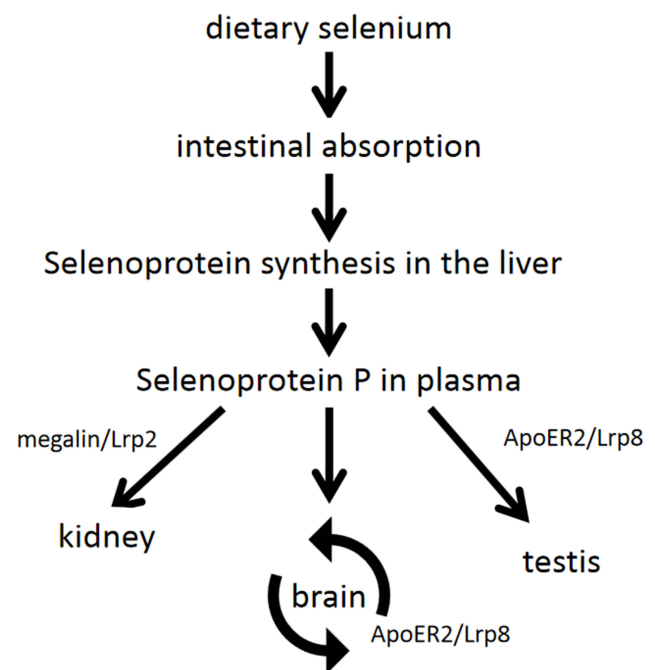 dietary selenium
intestinal absorption
Selenoprotein synthesis in the liver
Selenoprotein P in plasma
megalin/Lrp2
ApoER2/Lrp8
kidney
testis
brain
ApoER2/Lrp8